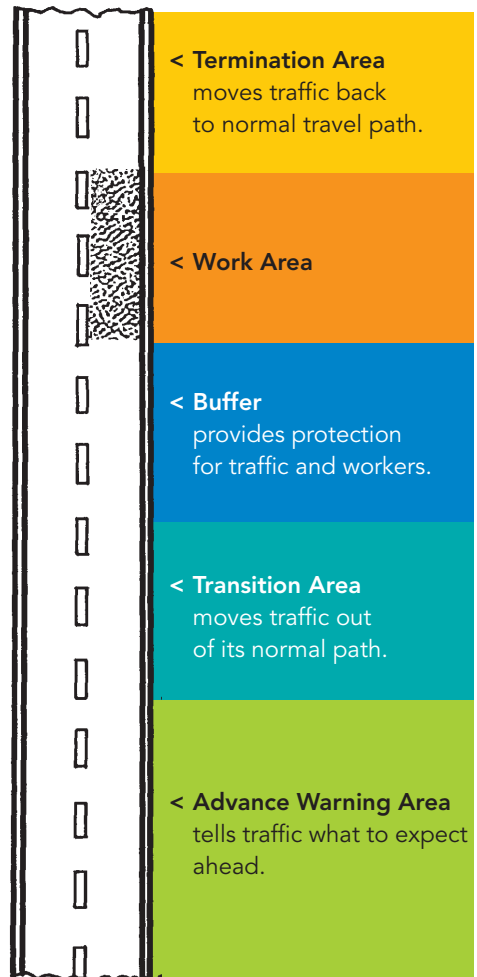 < Termination Area
moves traffic back
to normal travel path.
< Work Area
< Buffer
provides protection
for traffic and workers.
< Transition Area
moves traffic out
of its normal path.
< Advance Warning Area
tells traffic what to expect
ahead.